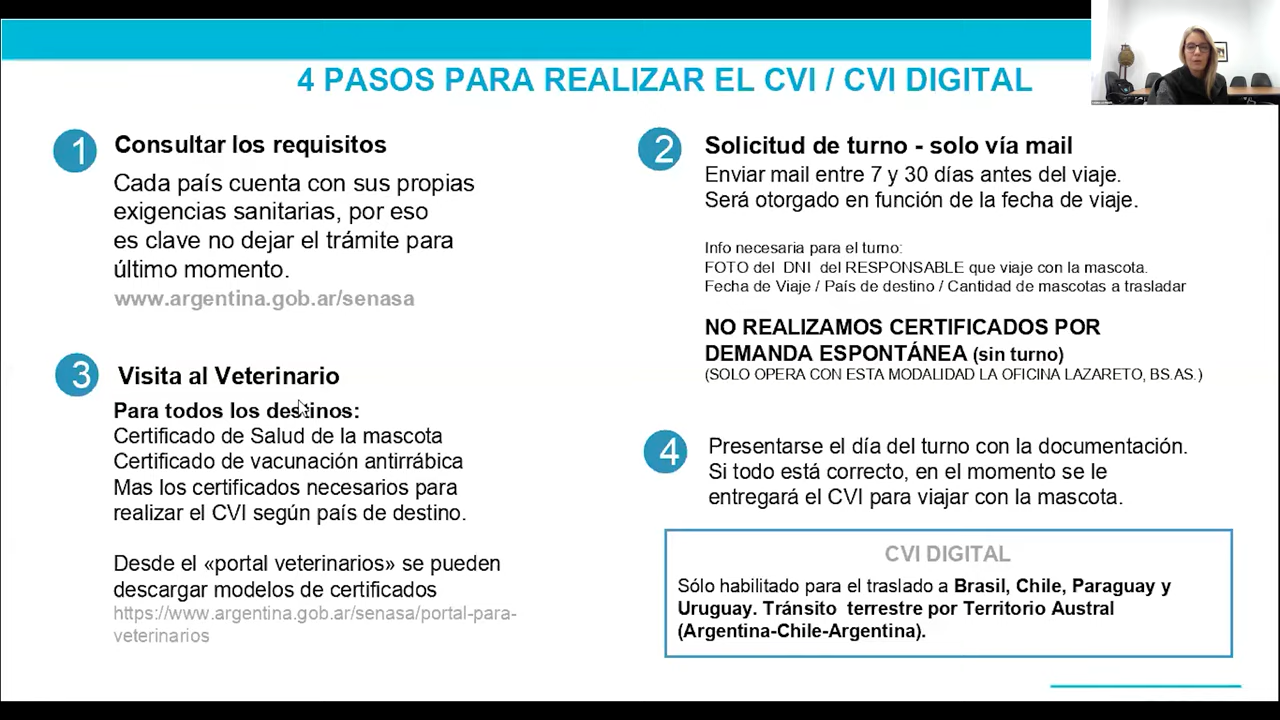 4 PASOS PARA REALIZAR EL CVI / CVI DIGITAL
1
Consultar los requisitos
Cada país cuenta con sus propias
exigencias sanitarias, por eso
es clave no dejar el trámite para
último momento.
www.argentina.gob.ar/senasa
2
Solicitud de turno - solo vía mail
Enviar mail entre 7 y 30 días antes del viaje.
Será otorgado en función de la fecha de viaje.
Info necesaria para el turno:
FOTO del DNI del RESPONSABLE que viaje con la mascota.
Fecha de Viaje / País de destino / Cantidad de mascotas a trasladar
NO REALIZAMOS CERTIFICADOS POR
DEMANDA ESPONTÁNEA (sin turno)
(SOLO OPERA CON ESTA MODALIDAD LA OFICINA LAZARETO, BS.AS.)
3
Visita al Veterinario
Para todos los destinos:
Certificado de Salud de la mascota
Certificado de vacunación antirrábica
Mas los certificados necesarios para
realizar el CVI según país de destino.
Desde el «portal veterinarios» se pueden
descargar modelos de certificados
https://www.argentina.gob.ar/senasa/portal-para-
veterinarios
4
Presentarse el día del turno con la documentación.
Si todo está correcto, en el momento se le
entregará el CVI para viajar con la mascota.
CVI DIGITAL
Sólo habilitado para el traslado a Brasil, Chile, Paraguay y
Uruguay. Tránsito terrestre por Territorio Austral
(Argentina-Chile-Argentina).